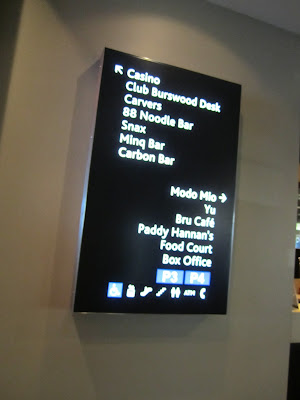 Casino
Club Burswood Desk
Carvers
88 Noodle Bar
Snax
Minq Bar
Carbon Bar
Modo Mio →
Yu
Bru Café
Paddy Hannan's
Food Court
Box Office
P3 P4
ATM